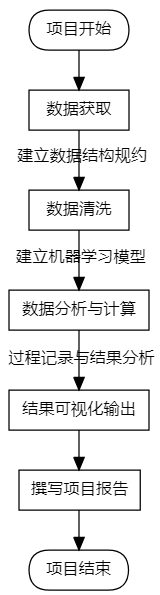 项目开始
数据获取
建立数据结构规约
数据清洗
建立机器学习模型
数据分析与计算
过程记录与结果分析
结果可视化输出
撰写项目报告
项目结束